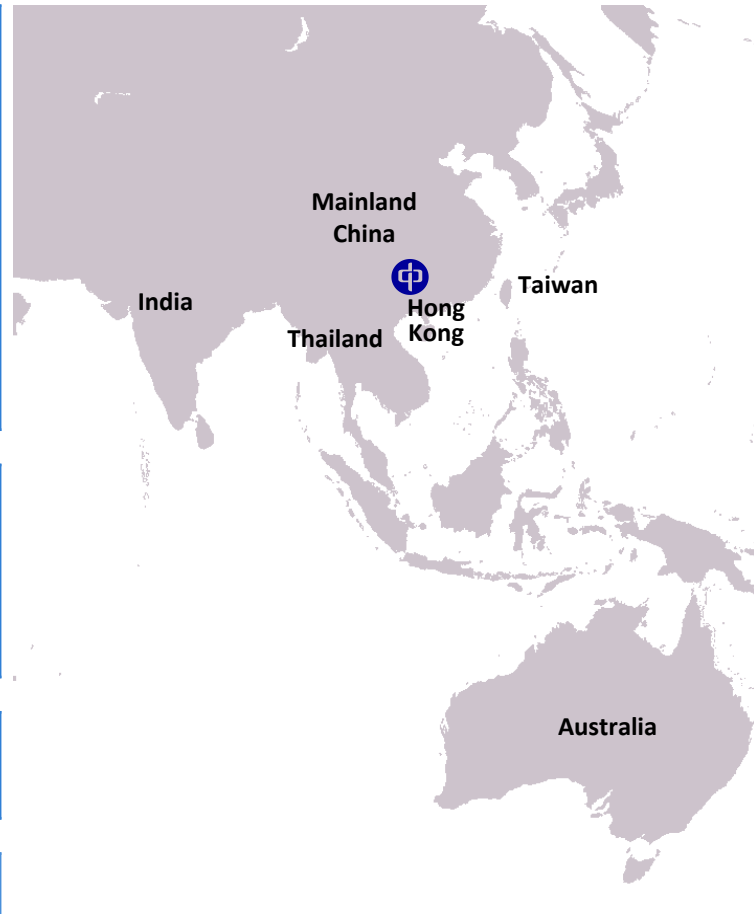 Mainland
China
India
Taiwan
Hong
Kong
Thailand
Australia